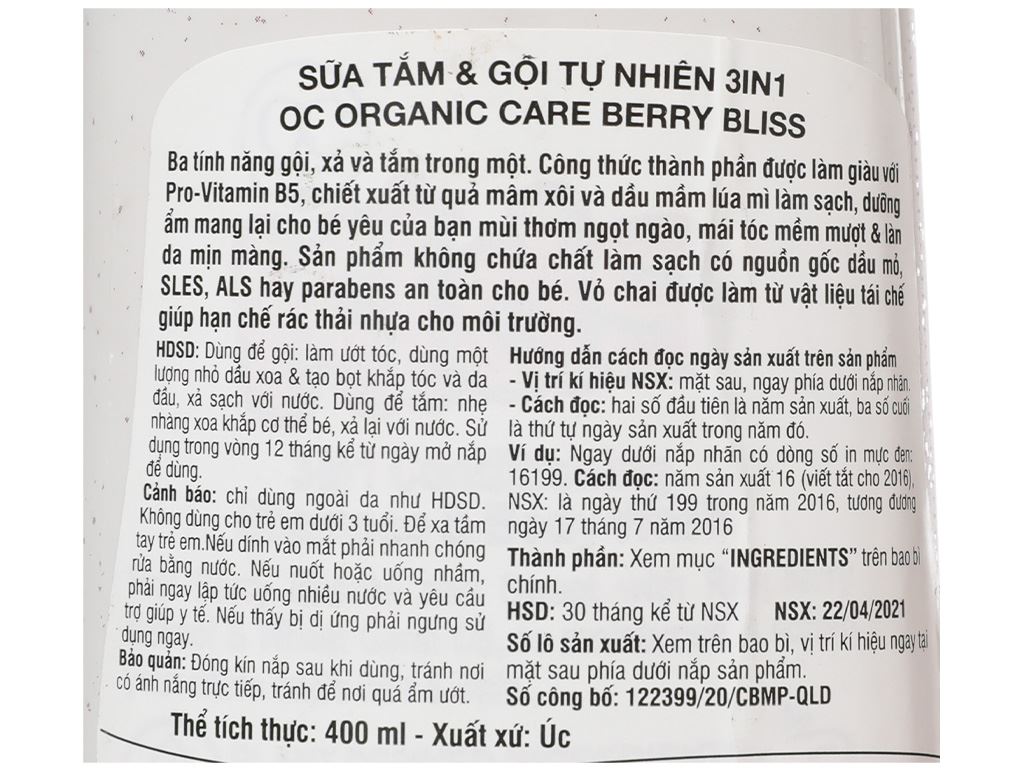 SỮA TẮM & GỘI TỰ NHIÊN 3IN1
OC ORGANIC CARE BERRY BLISS
Ba tính năng gội, xả và tắm trong một. Công thức thành phần được làm giàu với
Pro-Vitamin B5, chiết xuất từ quả mâm xôi và dầu mầm lúa mì làm sạch, dưỡng
ẩm mang lại cho bé yêu của bạn mùi thơm ngọt ngào, mái tóc mềm mượt & làn
da mịn màng. Sản phẩm không chứa chất làm sạch có nguồn gốc dầu mỏ,
SLES, ALS hay parabens an toàn cho bé. Vỏ chai được làm từ vật liệu tái chế
giúp hạn chế rác thải nhựa cho môi trường.
HDSD: Dùng để gội: làm ướt tóc, dùng một
lượng nhỏ dầu xoa & tạo bọt khắp tóc và da
đầu, xả sạch với nước. Dùng để tắm: nhẹ
nhàng xoa khắp cơ thể bé, xả lại với nước. Sử
dụng trong vòng 12 tháng kể từ ngày mở nắp
để dùng.
Cảnh báo: chỉ dùng ngoài da như HDSD.
Không dùng cho trẻ em dưới 3 tuổi. Để xa tầm
tay trẻ em.Nếu dính vào mắt phải nhanh chóng
rửa bằng nước. Nếu nuốt hoặc uống nhầm,
phải ngay lập tức uống nhiều nước và yêu cầu
trợ giúp y tế. Nếu thấy bị dị ứng phải ngưng sử
dụng ngay.
Bảo quản: Đóng kín nắp sau khi dùng, tránh nơi
có ánh nắng trực tiếp, tránh để nơi quá ẩm ướt.
Hướng dẫn cách đọc ngày sản xuất trên sản phẩm
- Vị trí kí hiệu NSX: mặt sau, ngay phía dưới nắp nhãn.
- Cách đọc: hai số đầu tiên là năm sản xuất, ba số cuối
là thứ tự ngày sản xuất trong năm đó.
Ví dụ: Ngay dưới nắp nhãn có dòng số in mực đen:
16199. Cách đọc: năm sản xuất 16 (viết tắt cho 2016),
NSX: là ngày thứ 199 trong năm 2016, tương đương
ngày 17 tháng 7 năm 2016
Thành phần: Xem mục "INGREDIENTS" trên bao bì
chính.
HSD: 30 tháng kể từ NSX NSX: 22/04/2021
Số lô sản xuất: Xem trên bao bì, vị trí kí hiệu ngay tại
mặt sau phía dưới nắp sản phẩm.
Số công bố: 122399/20/CBMP-QLD
Thể tích thực: 400 ml - Xuất xứ: Úc